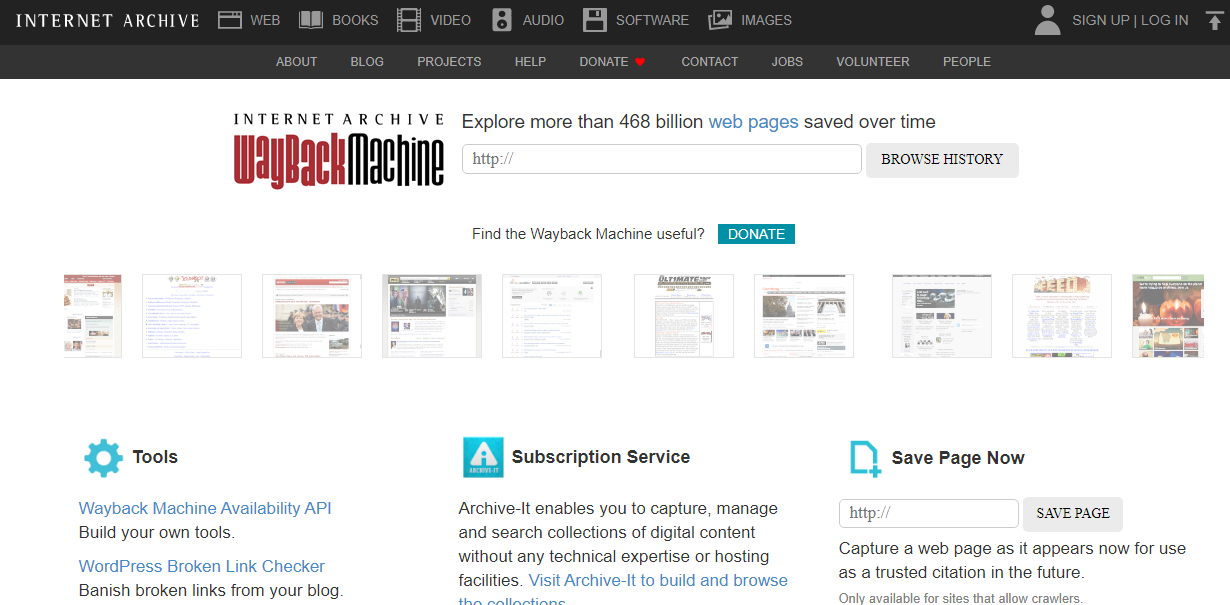 INTERNET ARCHIVE WEB BOOKS VIDEO AUDIO SOFTWARE IMAGES SIGN UP | LOG IN
ABOUT BLOG PROJECTS HELP DONATE CONTACT JOBS VOLUNTEER PEOPLE
INTERNET ARCHIVE
WayBackMachine
Explore more than 468 billion web pages saved over time
http://
BROWSE HISTORY
Find the Wayback Machine useful? DONATE
ULTIMATE
Tools
Wayback Machine Availability API
Build your own tools.
WordPress Broken Link Checker
Banish broken links from your blog.
ARCHIVE-IT
Subscription Service
Archive-It enables you to capture, manage
and search collections of digital content
without any technical expertise or hosting
facilities. Visit Archive-It to build and browse
the collections
Save Page Now
http://
SAVE PAGE
Capture a web page as it appears now for use
as a trusted citation in the future.
Only available for sites that allow crawlers.